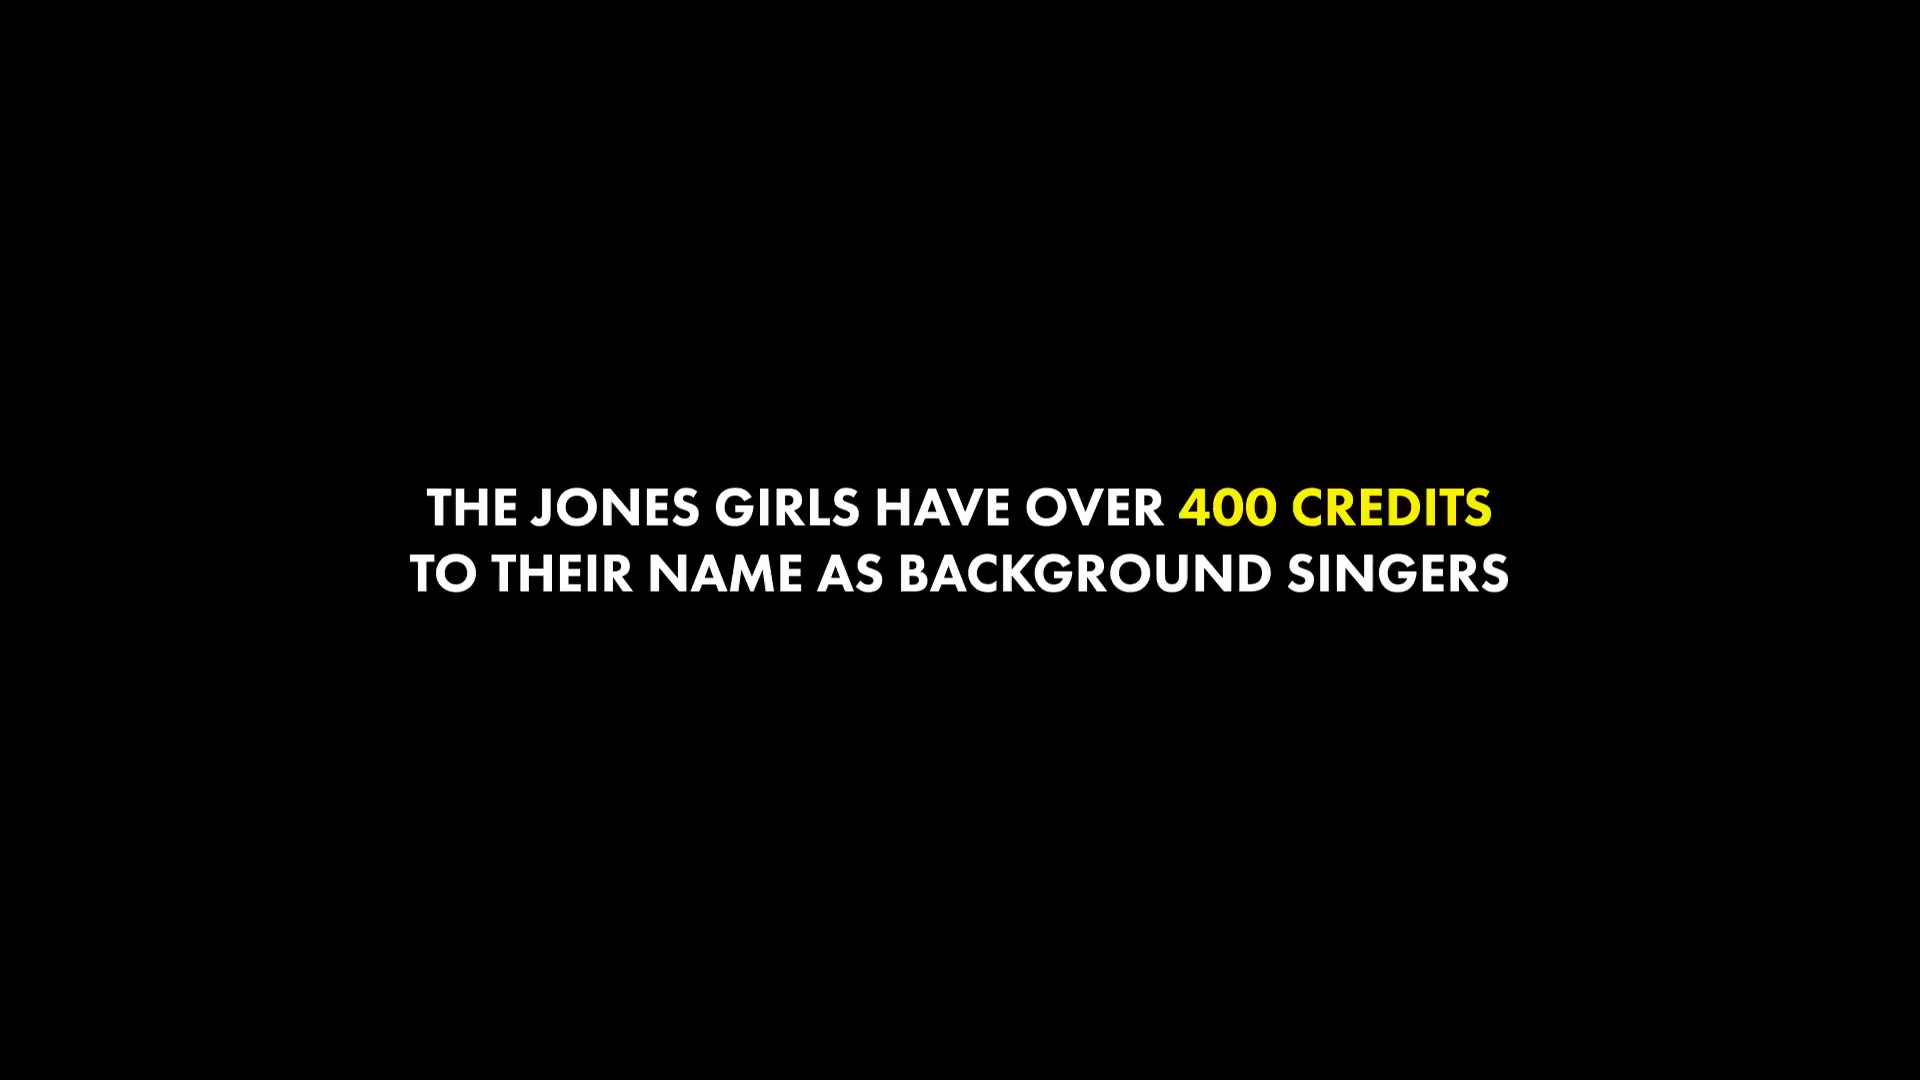 THE JONES GIRLS HAVE OVER 400 CREDITS
TO THEIR NAME AS BACKGROUND SINGERS